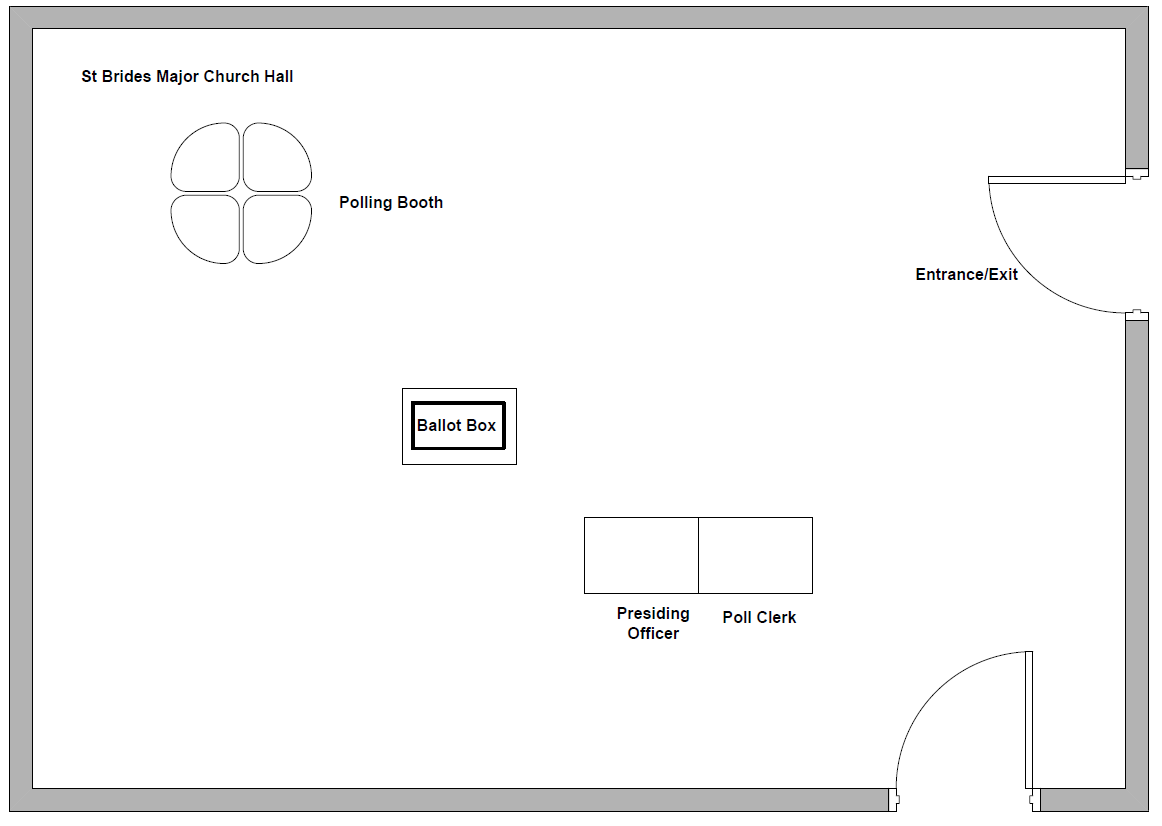 St Brides Major Church Hall
Polling Booth
Entrance/Exit
Ballot Box
Presiding
Officer
Poll Clerk